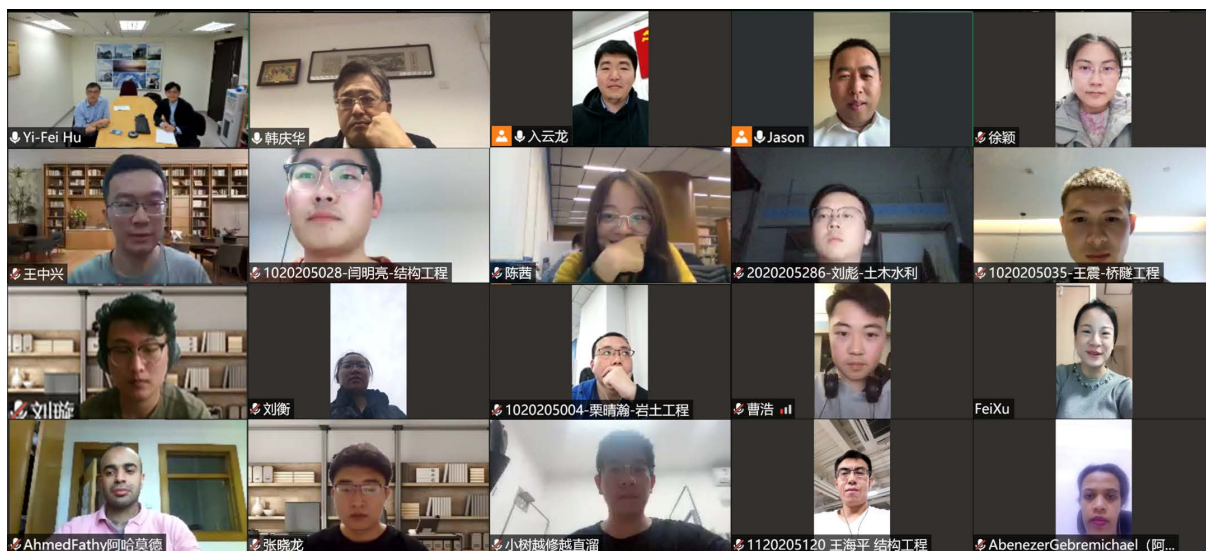 Yi-Fei Hu
韩庆华
入云龙
Jason
徐颖
王中兴
1020205028-闫明亮-结构工程
陈茜
2020205286-刘彪-土木水利
1020205035-王震-桥隧工程
刘璇
刘衡
1020205004-栗晴瀚-岩土工程
曹浩
FeiXu
AhmedFathy阿哈莫德
张晓龙
小树越修越直溜
1120205120 王海平 结构工程
AbenezerGebremichael（阿...